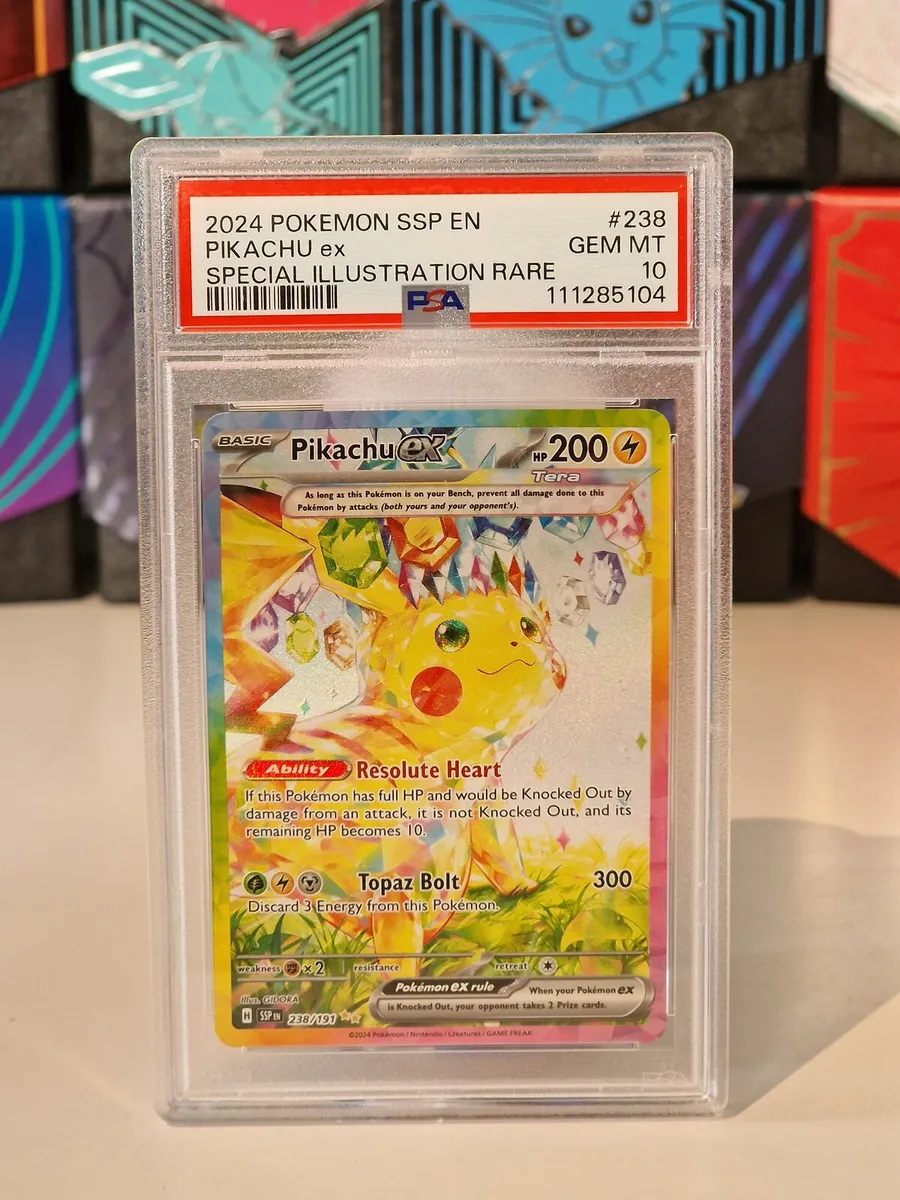 2024 POKEMON SSP EN #238
PIKACHU ex GEM MT
SPECIAL ILLUSTRATION RARE 10
PSA 111285104
BASIC Pikachu ex HP 200
Tera
As long as this Pokémon is on your Bench, prevent all damage done to this
Pokémon by attacks (both yours and your opponent's).
Ability Resolute Heart
If this Pokémon has full HP and would be Knocked Out by
damage from an attack, it is not Knocked Out, and its
remaining HP becomes 10.
Topaz Bolt 300
Discard 3 Energy from this Pokémon.
weakness ×2 resistance retreat
Pokémon ex rule When your Pokémon ex
is Knocked Out, your opponent takes 2 Prize cards.
Illus. GIDORA
H SSP EN 238/191
©2024 Pokémon / Nintendo / Creatures / GAME FREAK